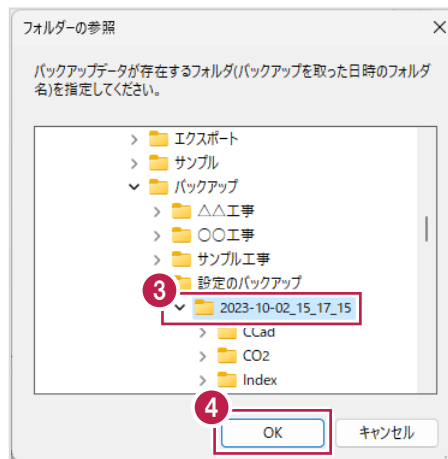 フォルダーの参照
バックアップデータが存在するフォルダ(バックアップを取った日時のフォルダ
名)を指定してください。
エクスポート
サンプル
バックアップ
△△工事
〇〇工事
サンプル工事
設定のバックアップ
3
2023-10-02_15_17_15
CCad
CO2
Index
4
OK
キャンセル